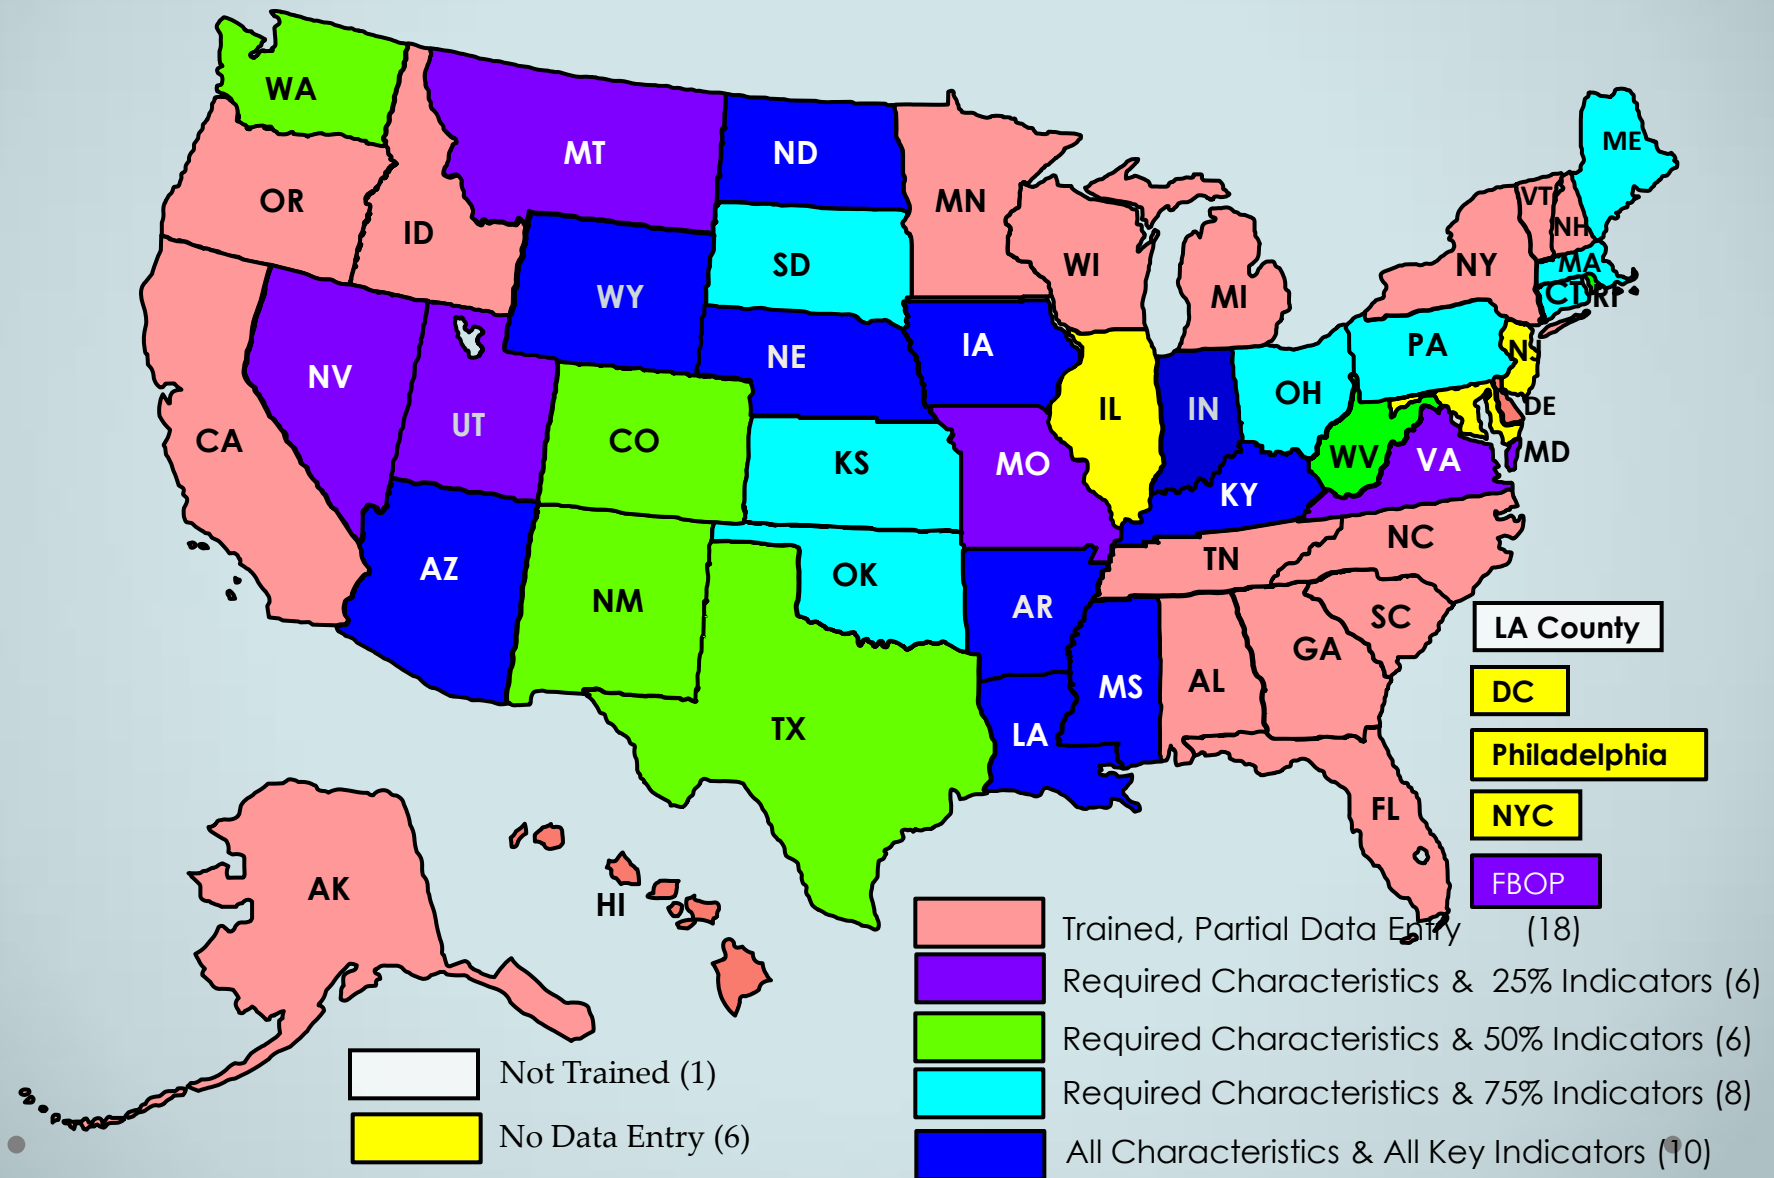 WA
MT
ND
MN
ME
OR
ID
VT
NH
WI
SD
NY
MA
WY
MI
CT
RI
NE
IA
PA
NJ
NV
UT
CO
IL
IN
OH
DE
CA
KS
MO
WV
VA
MD
KY
AZ
NM
OK
TN
NC
AR
SC
GA
LA County
MS
AL
DC
TX
LA
Philadelphia
FL
NYC
AK
HI
FBOP
Trained, Partial Data Entry (18)
Required Characteristics & 25% Indicators (6)
Required Characteristics & 50% Indicators (6)
Not Trained (1)
Required Characteristics & 75% Indicators (8)
No Data Entry (6)
All Characteristics & All Key Indicators (10)